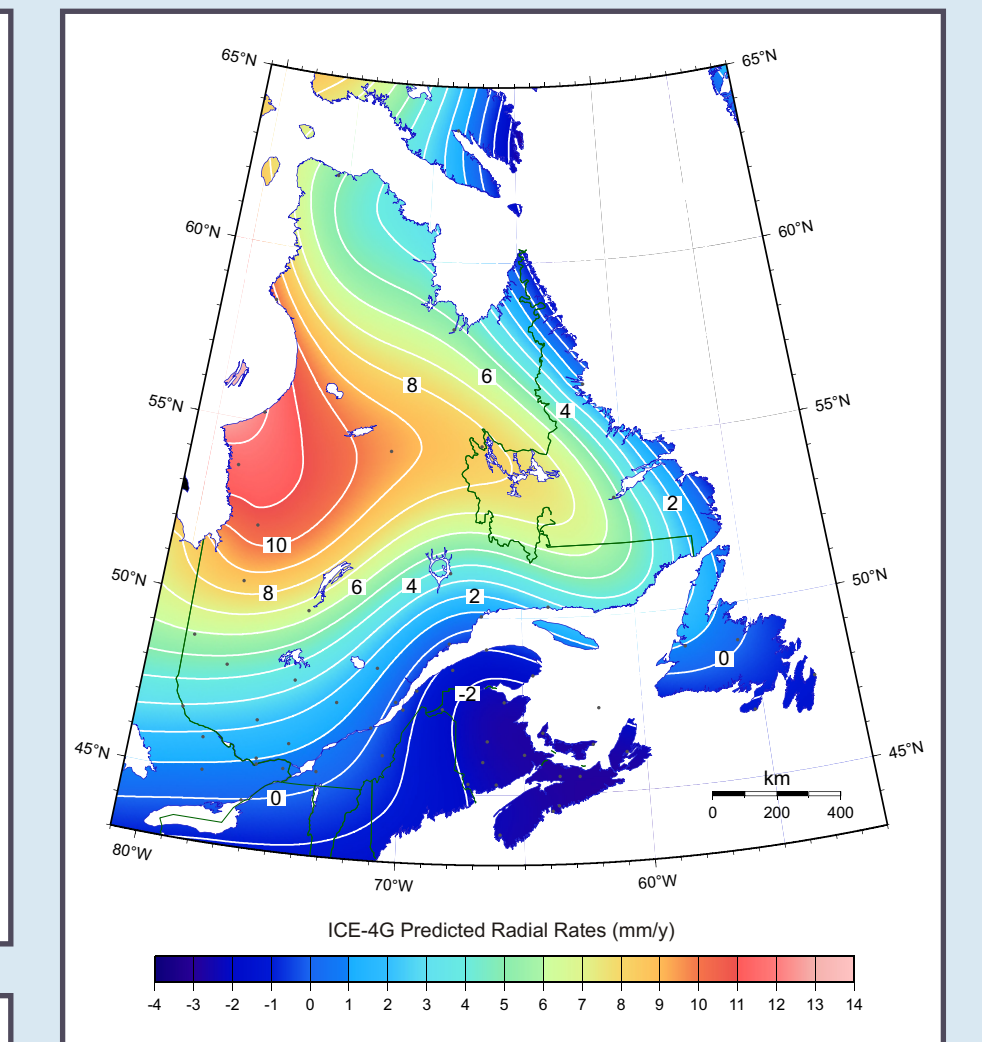 65°N 65°N
60°N 60°N
8 6
55°N 4 55°N
2
10
50°N 8 6 4 2 50°N
0
-2
45°N 45°N
km
0 0 200 400
80°W
70°W 60°W
ICE-4G Predicted Radial Rates (mm/y)
-4 -3 -2 -1 0 1 2 3 4 5 6 7 8 9 10 11 12 13 14